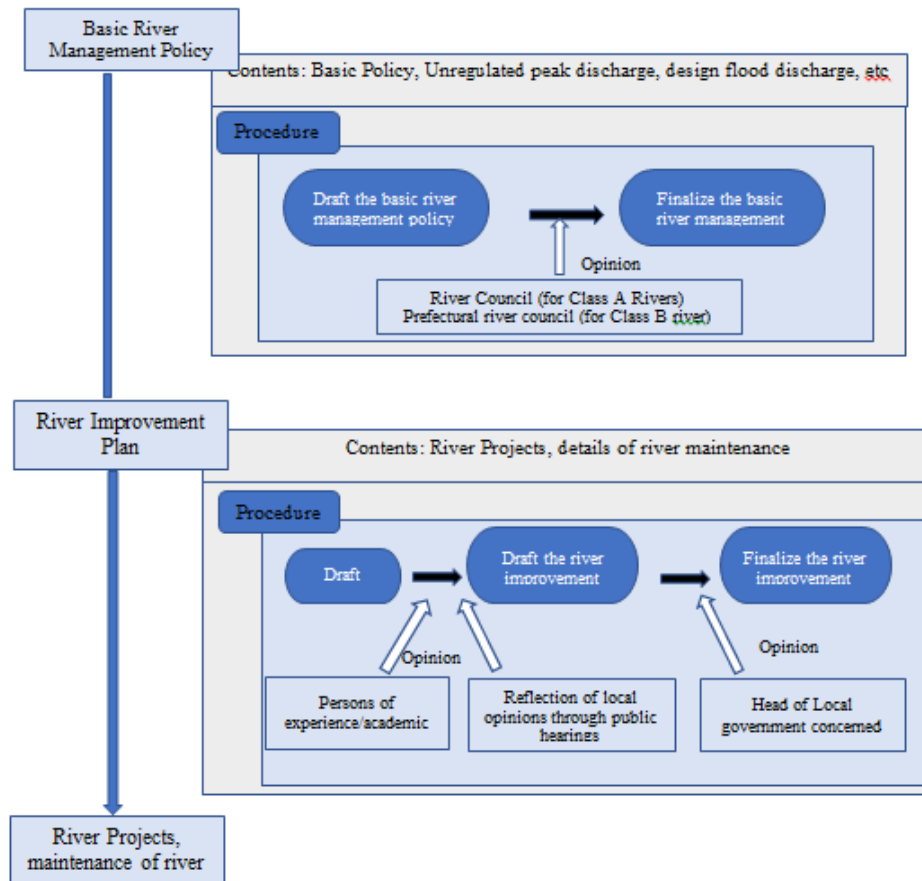 Basic River
Management Policy
Contents: Basic Policy, Unregulated peak discharge, design flood discharge, etc
Procedure
Draft the basic river
management policy
Finalize the basic
river management
Opinion
River Council (for Class A Rivers)
Prefectural river council (for Class B river)
River Improvement
Plan
Contents: River Projects, details of river maintenance
Procedure
Draft
Draft the river
improvement
Finalize the river
improvement
Opinion
Opinion
Persons of
experience/academic
Reflection of local
opinions through public
hearings
Head of Local
government concerned
River Projects,
maintenance of river